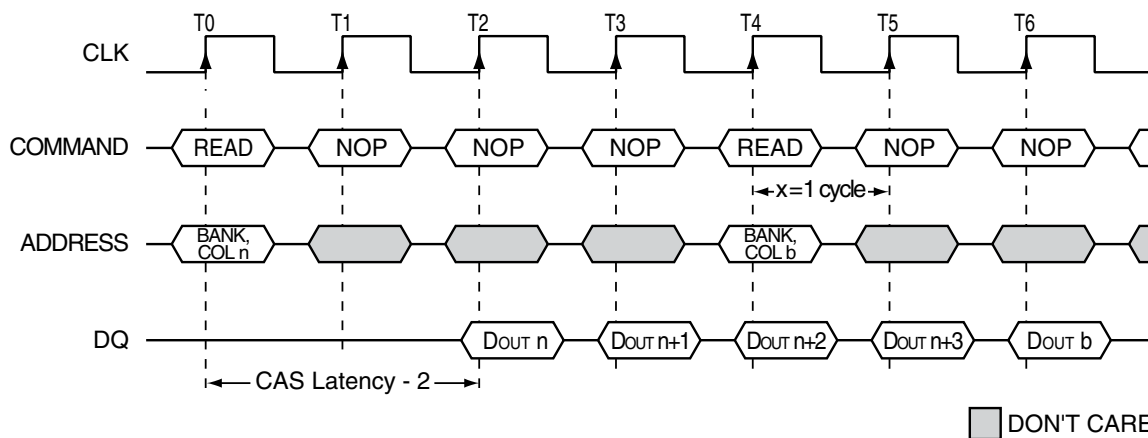 T0 T1 T2 T3 T4 T5 T6
CLK
COMMAND READ NOP NOP NOP READ NOP NOP
x=1 cycle
ADDRESS BANK, COL n BANK, COL b
DQ DOUT n DOUT n+1 DOUT n+2 DOUT n+3 DOUT b
CAS Latency - 2
DON'T CARE